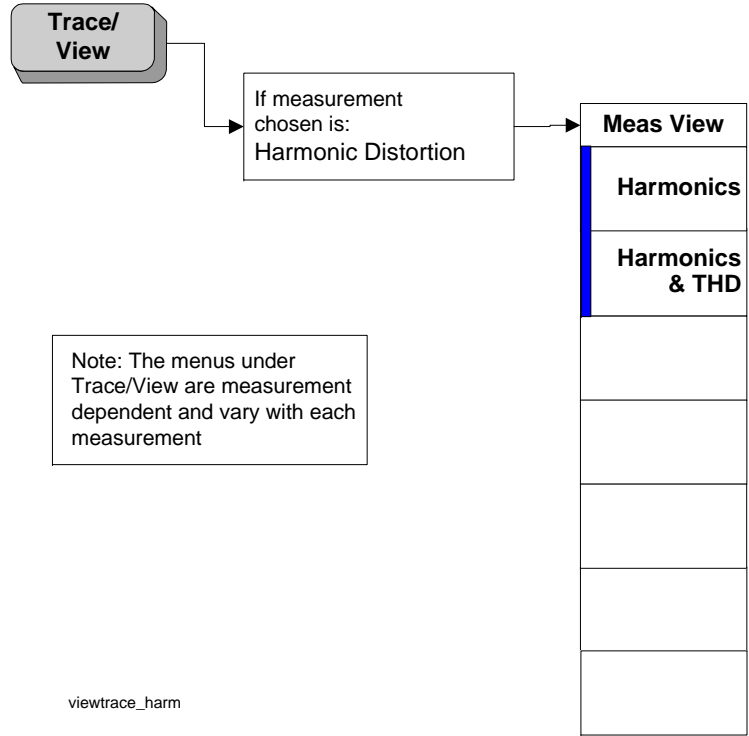 Trace/
View
If measurement
chosen is:
Harmonic Distortion
Meas View
Harmonics
Harmonics
& THD
Note: The menus under
Trace/View are measurement
dependent and vary with each
measurement
viewtrace_harm